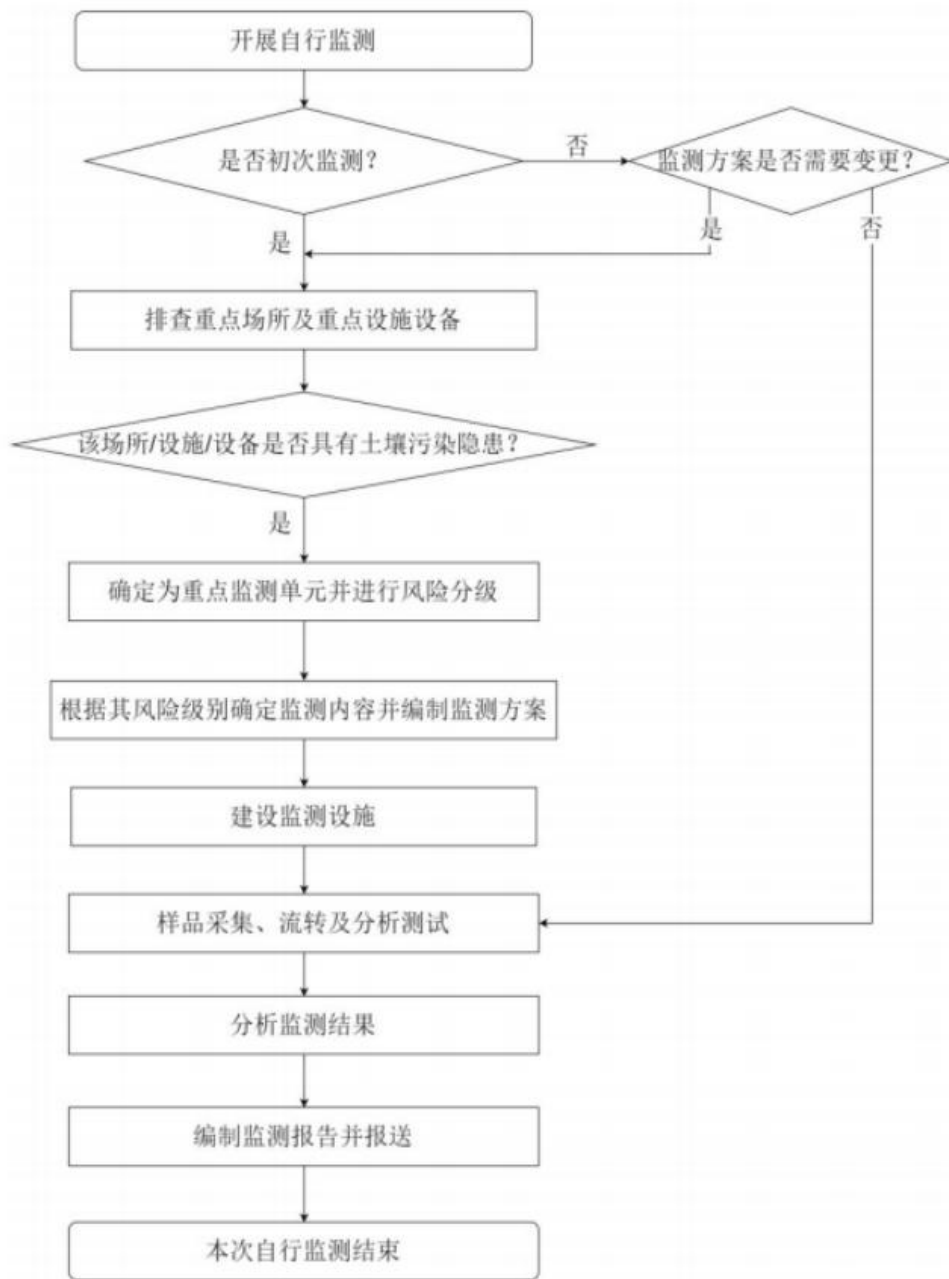 开展自行监测
是否初次监测？
否
监测方案是否需要变更？
是
是
否
排查重点场所及重点设施设备
该场所/设施/设备是否具有土壤污染隐患？
是
确定为重点监测单元并进行风险分级
根据其风险级别确定监测内容并编制监测方案
建设监测设施
样品采集、流转及分析测试
分析监测结果
编制监测报告并报送
本次自行监测结束